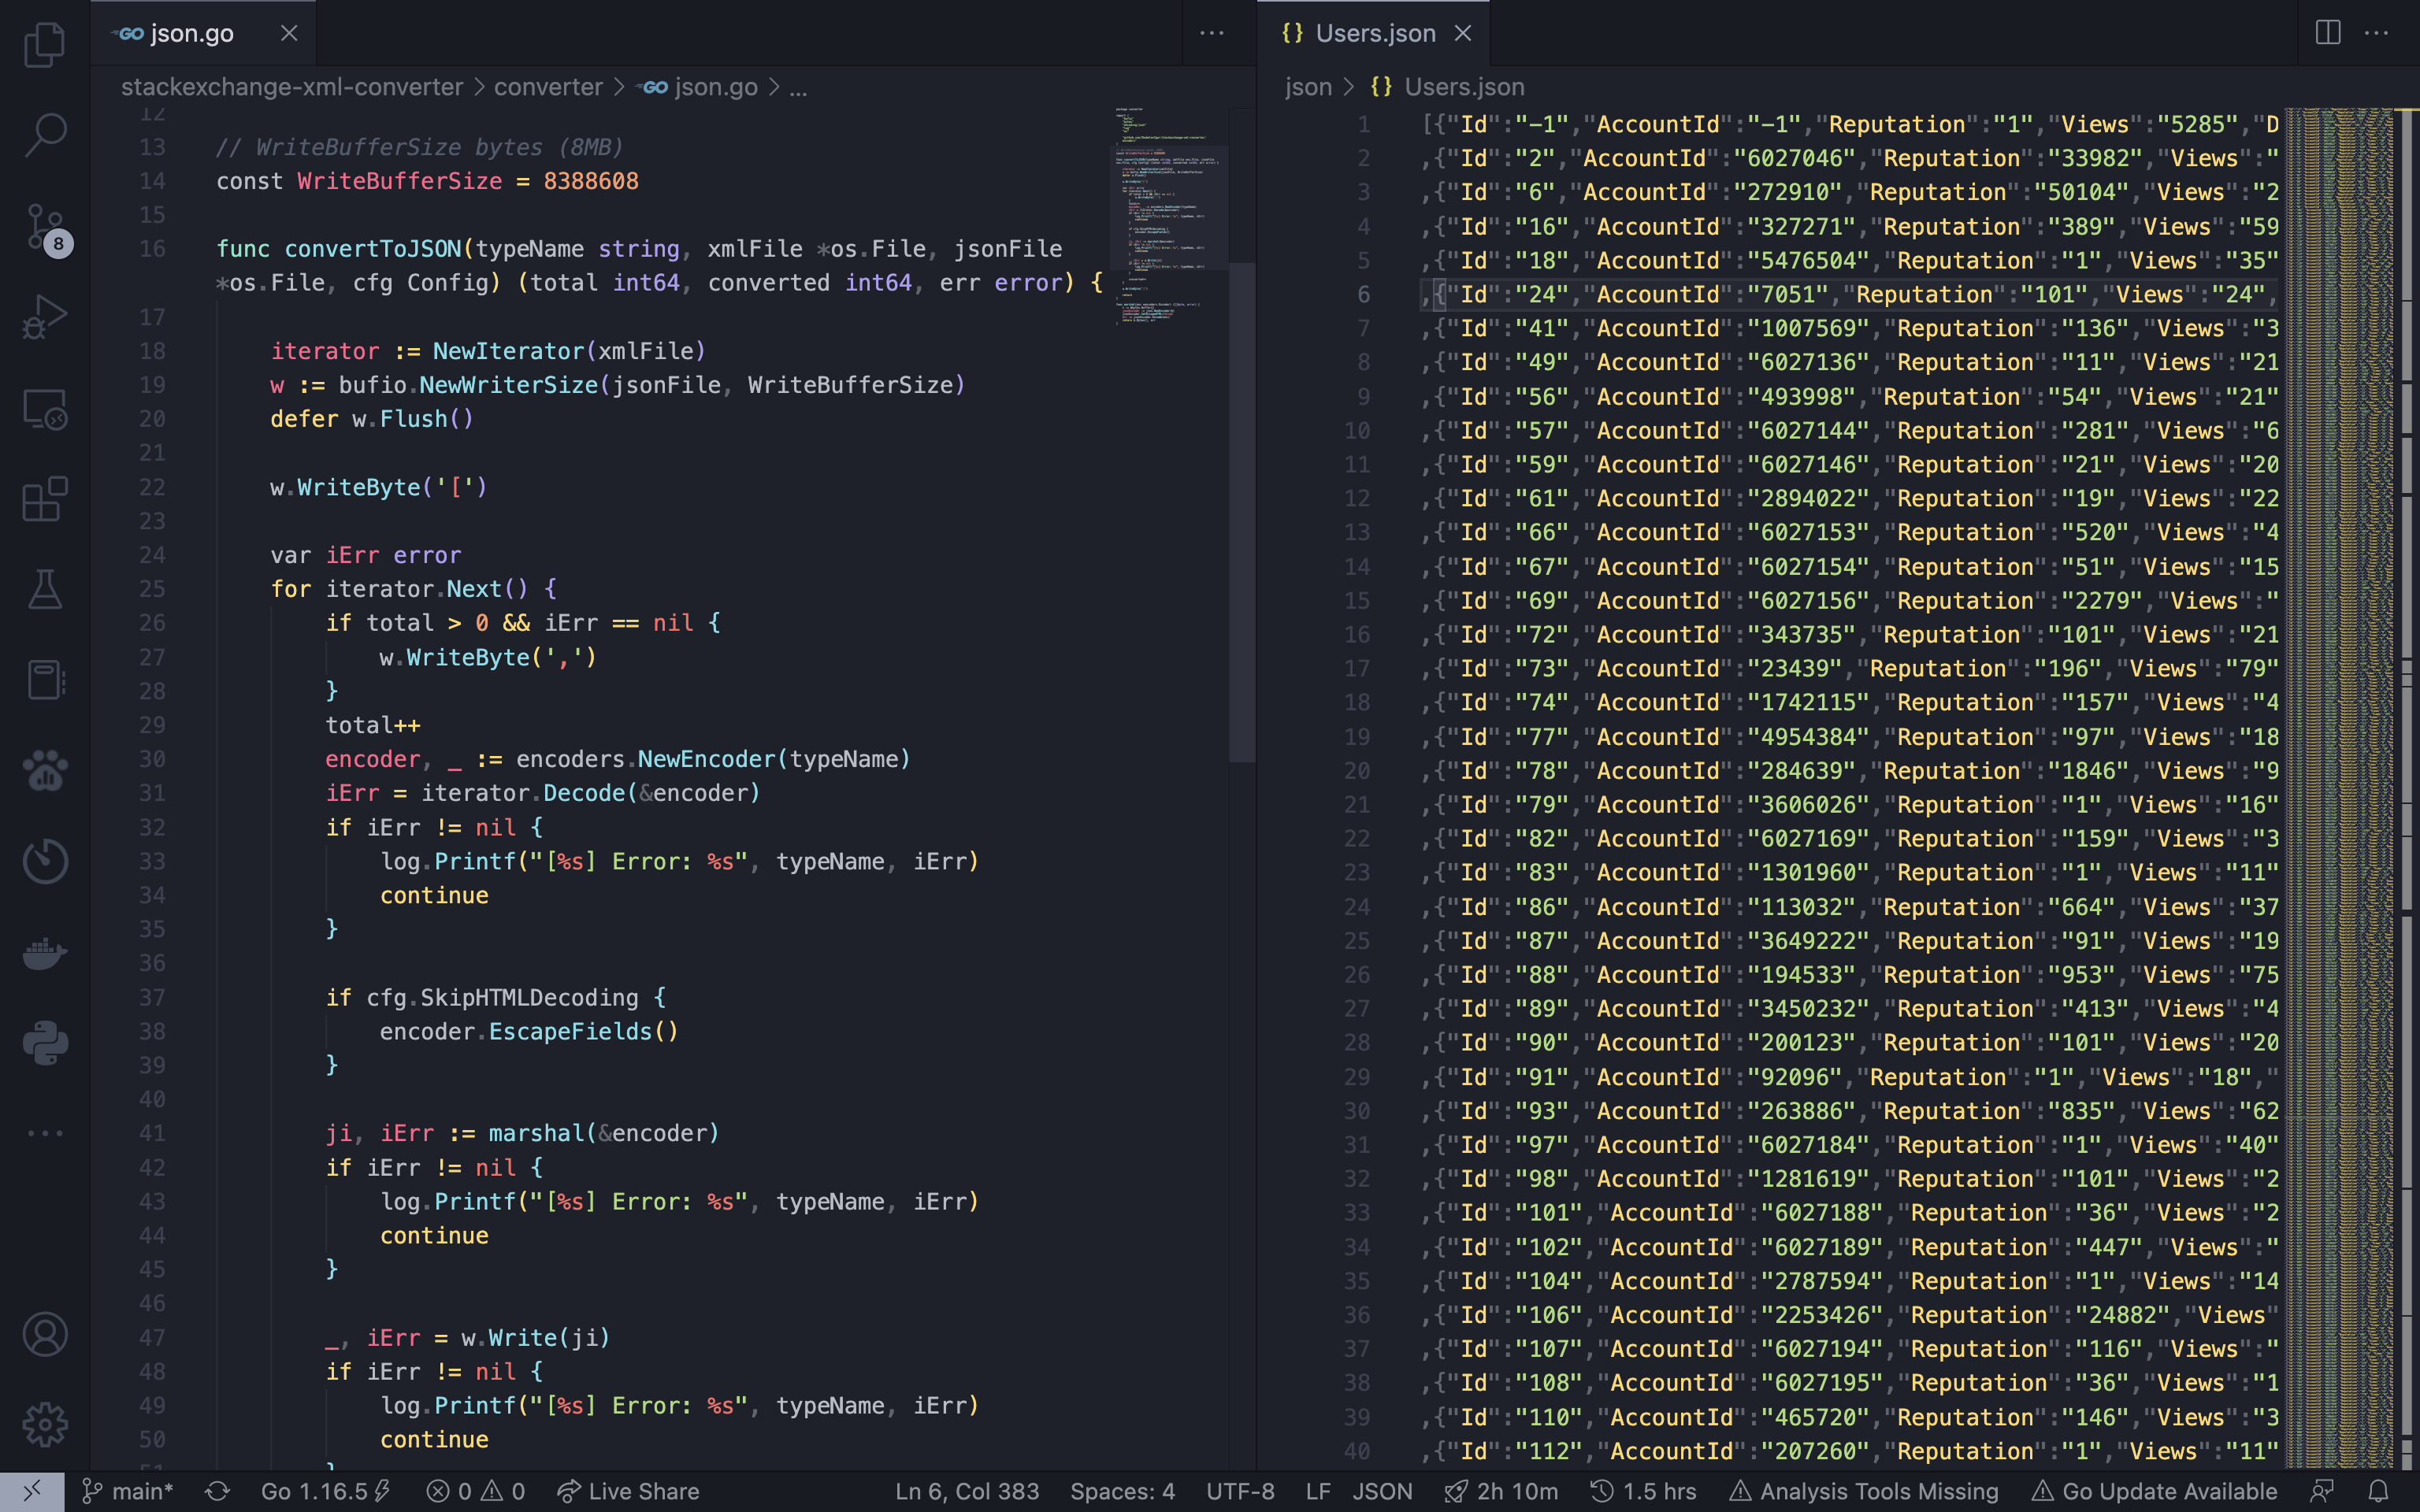 GO json.go
{} Users.json
stackexchange-xml-converter > converter > GO json.go > ...
json > {} Users.json
12
13 // WriteBufferSize bytes (8MB)
14 const WriteBufferSize = 8388608
15
16 func convertToJSON(typeName string, xmlFile *os.File, jsonFile
*os.File, cfg Config) (total int64, converted int64, err error) {
17
18 iterator := NewIterator(xmlFile)
19 w := bufio.NewWriterSize(jsonFile, WriteBufferSize)
20 defer w.Flush()
21
22 w.WriteByte('[')
23
24 var iErr error
25 for iterator.Next() {
26 if total > 0 && iErr == nil {
27 w.WriteByte(',')
28 }
29 total++
30 encoder, _ := encoders.NewEncoder(typeName)
31 iErr = iterator.Decode(&encoder)
32 if iErr != nil {
33 log.Printf("[%s] Error: %s", typeName, iErr)
34 continue
35 }
36
37 if cfg.SkipHTMLDecoding {
38 encoder.EscapeFields()
39 }
40
41 ji, iErr := marshal(&encoder)
42 if iErr != nil {
43 log.Printf("[%s] Error: %s", typeName, iErr)
44 continue
45 }
46
47 _, iErr = w.Write(ji)
48 if iErr != nil {
49 log.Printf("[%s] Error: %s", typeName, iErr)
50 continue
1 [{"Id":"-1","AccountId":"-1","Reputation":"1","Views":"5285","D
2 ,{"Id":"2","AccountId":"6027046","Reputation":"33982","Views":"
3 ,{"Id":"6","AccountId":"272910","Reputation":"50104","Views":"2
4 ,{"Id":"16","AccountId":"327271","Reputation":"389","Views":"59
5 ,{"Id":"18","AccountId":"5476504","Reputation":"1","Views":"35"
6 ,{"Id":"24","AccountId":"7051","Reputation":"101","Views":"24",
7 ,{"Id":"41","AccountId":"1007569","Reputation":"136","Views":"3
8 ,{"Id":"49","AccountId":"6027136","Reputation":"11","Views":"21
9 ,{"Id":"56","AccountId":"493998","Reputation":"54","Views":"21"
10 ,{"Id":"57","AccountId":"6027144","Reputation":"281","Views":"6
11 ,{"Id":"59","AccountId":"6027146","Reputation":"21","Views":"20
12 ,{"Id":"61","AccountId":"2894022","Reputation":"19","Views":"22
13 ,{"Id":"66","AccountId":"6027153","Reputation":"520","Views":"4
14 ,{"Id":"67","AccountId":"6027154","Reputation":"51","Views":"15
15 ,{"Id":"69","AccountId":"6027156","Reputation":"2279","Views":"
16 ,{"Id":"72","AccountId":"343735","Reputation":"101","Views":"21
17 ,{"Id":"73","AccountId":"23439","Reputation":"196","Views":"79"
18 ,{"Id":"74","AccountId":"1742115","Reputation":"157","Views":"4
19 ,{"Id":"77","AccountId":"4954384","Reputation":"97","Views":"18
20 ,{"Id":"78","AccountId":"284639","Reputation":"1846","Views":"9
21 ,{"Id":"79","AccountId":"3606026","Reputation":"1","Views":"16"
22 ,{"Id":"82","AccountId":"6027169","Reputation":"159","Views":"3
23 ,{"Id":"83","AccountId":"1301960","Reputation":"1","Views":"11"
24 ,{"Id":"86","AccountId":"113032","Reputation":"664","Views":"37
25 ,{"Id":"87","AccountId":"3649222","Reputation":"91","Views":"19
26 ,{"Id":"88","AccountId":"194533","Reputation":"953","Views":"75
27 ,{"Id":"89","AccountId":"3450232","Reputation":"413","Views":"4
28 ,{"Id":"90","AccountId":"200123","Reputation":"101","Views":"20
29 ,{"Id":"91","AccountId":"92096","Reputation":"1","Views":"18","
30 ,{"Id":"93","AccountId":"263886","Reputation":"835","Views":"62
31 ,{"Id":"97","AccountId":"6027184","Reputation":"1","Views":"40"
32 ,{"Id":"98","AccountId":"1281619","Reputation":"101","Views":"2
33 ,{"Id":"101","AccountId":"6027188","Reputation":"36","Views":"2
34 ,{"Id":"102","AccountId":"6027189","Reputation":"447","Views":"
35 ,{"Id":"104","AccountId":"2787594","Reputation":"1","Views":"14
36 ,{"Id":"106","AccountId":"2253426","Reputation":"24882","Views"
37 ,{"Id":"107","AccountId":"6027194","Reputation":"116","Views":"
38 ,{"Id":"108","AccountId":"6027195","Reputation":"36","Views":"1
39 ,{"Id":"110","AccountId":"465720","Reputation":"146","Views":"3
40 ,{"Id":"112","AccountId":"207260","Reputation":"1","Views":"11"
8
main* Go 1.16.5 0 0 Live Share Ln 6, Col 383 Spaces: 4 UTF-8 LF JSON 2h 10m 1.5 hrs Analysis Tools Missing Go Update Available